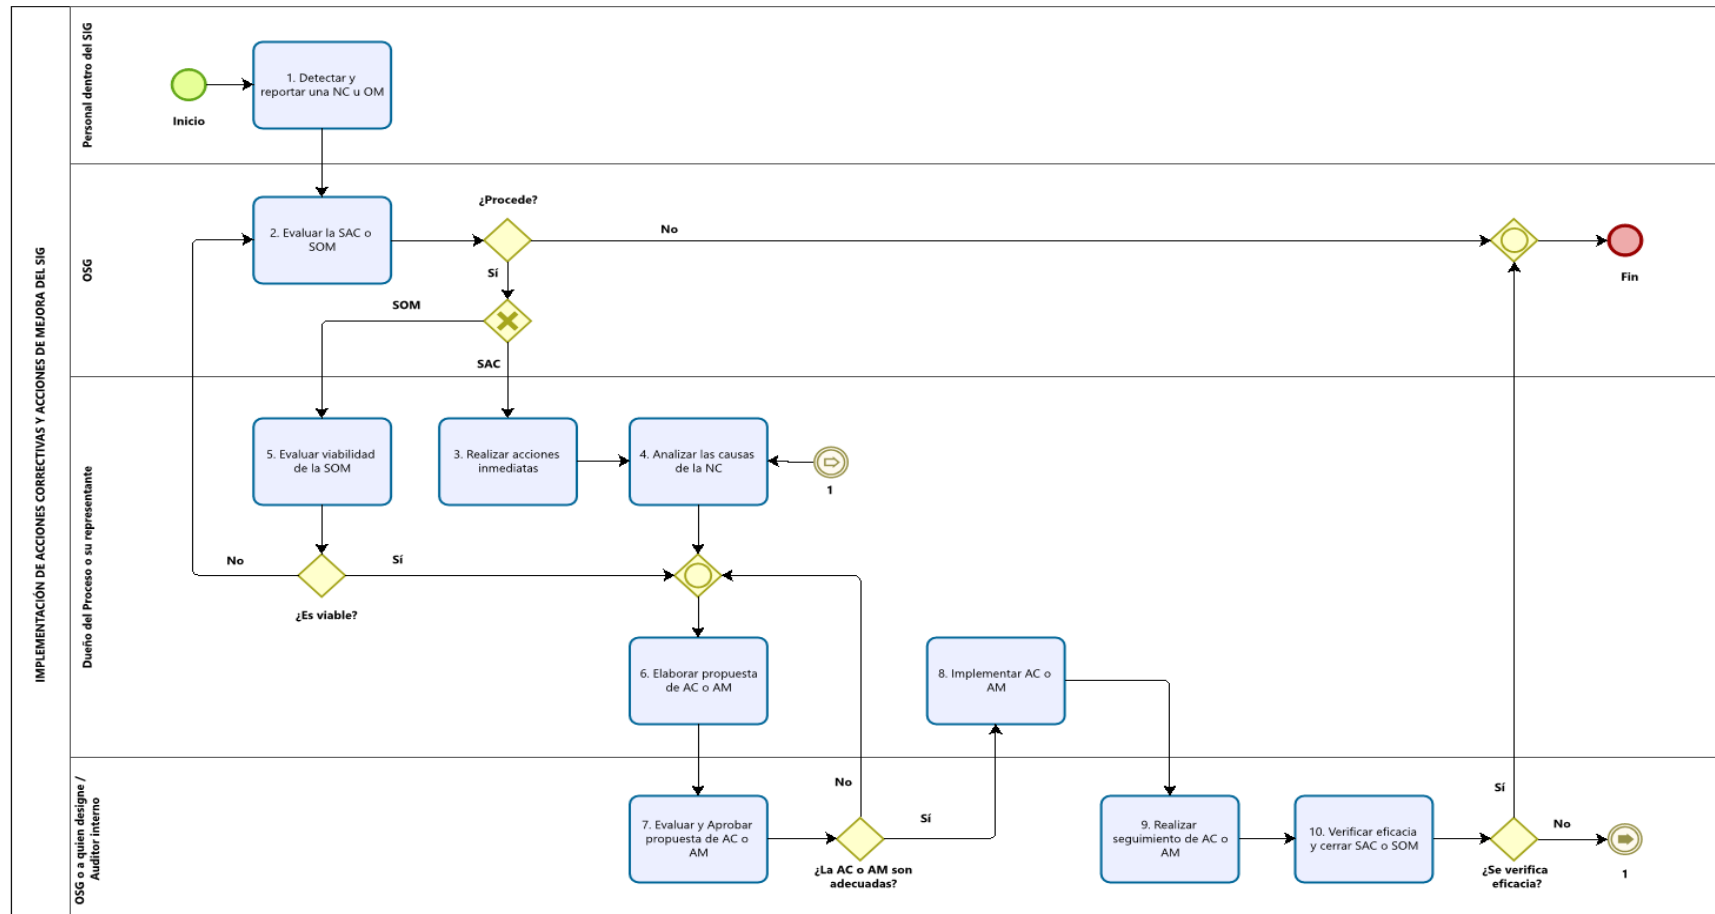 IMPLEMENTACIÓN DE ACCIONES CORRECTIVAS Y ACCIONES DE MEJORA DEL SIG
Personal dentro del SIG
Inicio
1. Detectar y
reportar una NC u OM
OSG
2. Evaluar la SAC o
SOM
¿Procede?
No
Sí
SOM
SAC
Fin
Dueño del Proceso o su representante
5. Evaluar viabilidad
de la SOM
3. Realizar acciones
inmediatas
4. Analizar las causas
de la NC
1
No
Sí
¿Es viable?
6. Elaborar propuesta
de AC o AM
8. Implementar AC o
AM
OSG o a quien designe /
Auditor interno
7. Evaluar y Aprobar
propuesta de AC o
AM
No
Sí
¿La AC o AM son
adecuadas?
9. Realizar
seguimiento de AC o
AM
10. Verificar eficacia
y cerrar SAC o SOM
Sí
No
¿Se verifica
eficacia?
1